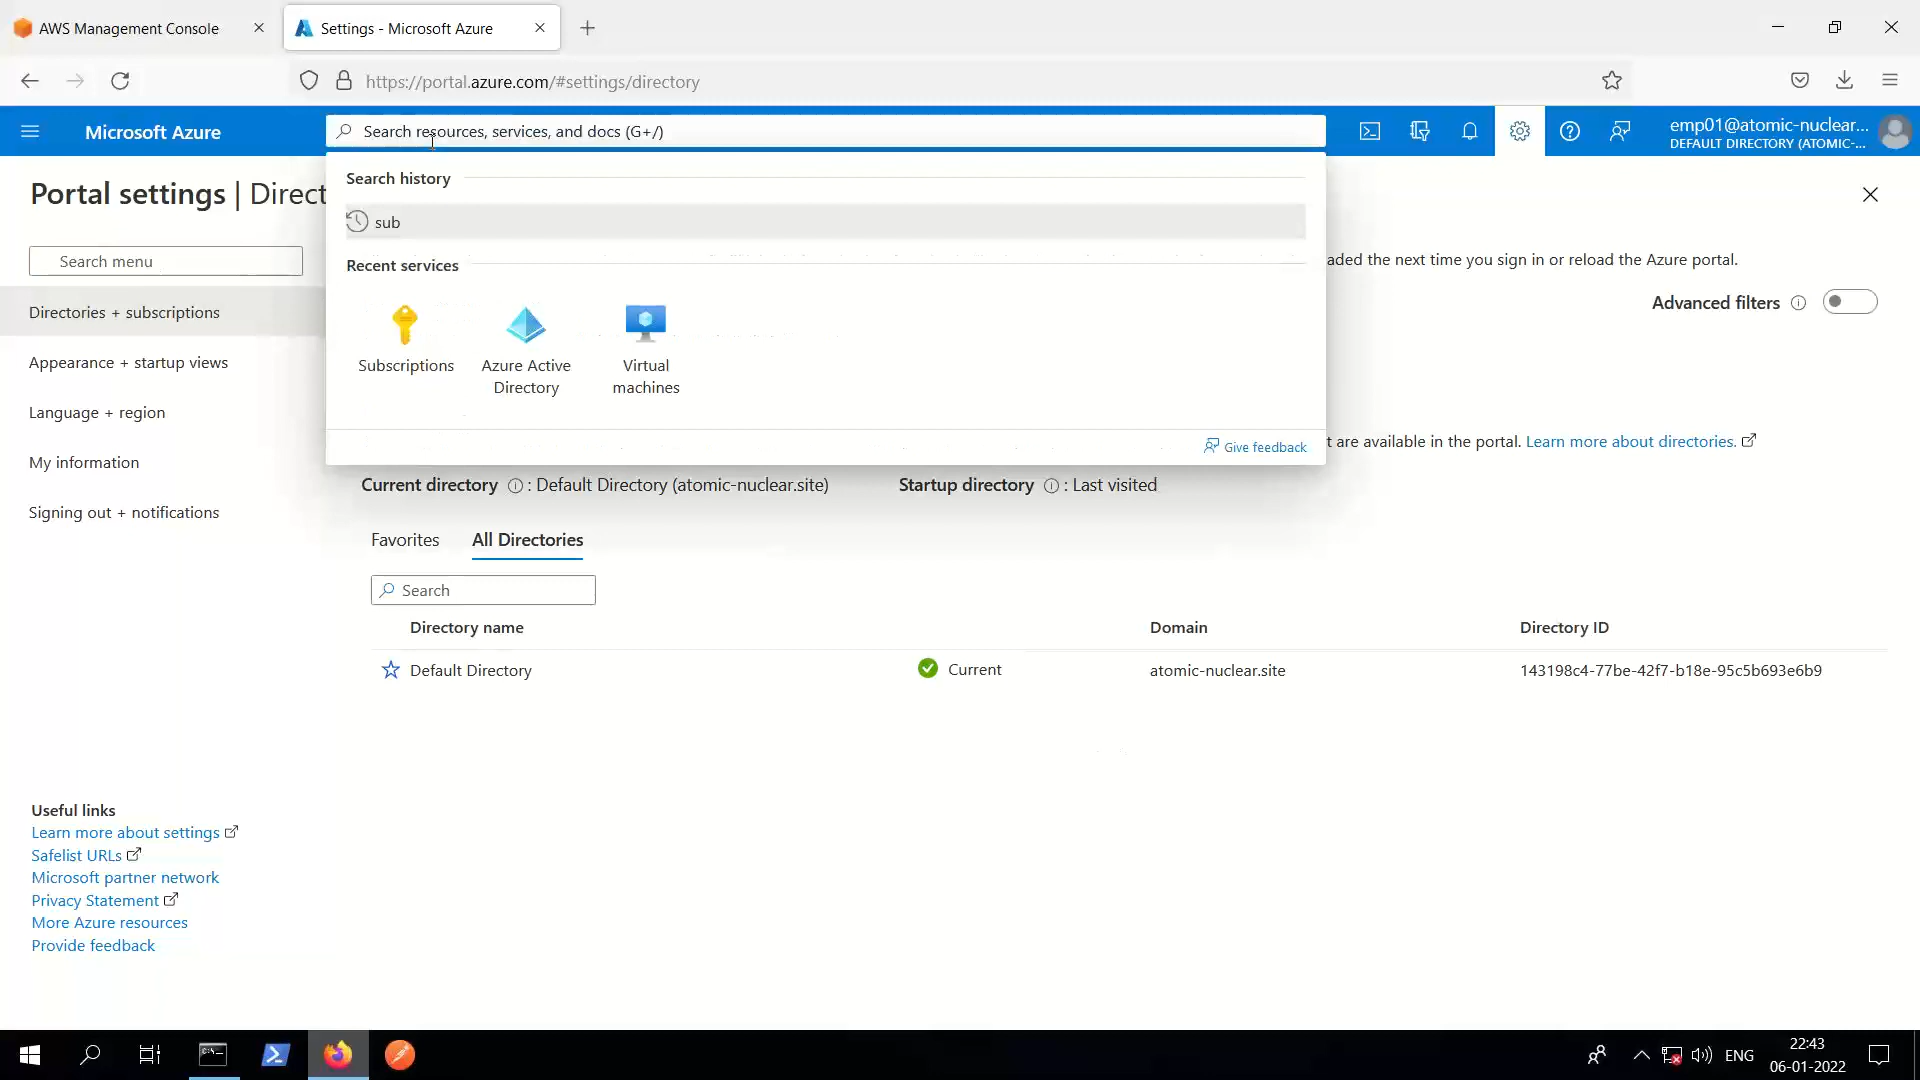 AWS Management Console
Settings - Microsoft Azure
https://portal.azure.com/#settings/directory
Microsoft Azure
Search resources, services, and docs (G+/)
emp01@atomic-nuclear...
DEFAULT DIRECTORY (ATOMIC-...
Portal settings | Direct
Search history
sub
Search menu
Recent services
aded the next time you sign in or reload the Azure portal.
Advanced filters
Directories + subscriptions
Appearance + startup views
Language + region
My information
Signing out + notifications
Subscriptions
Azure Active
Directory
Virtual
machines
Give feedback
t are available in the portal. Learn more about directories.
Current directory : Default Directory (atomic-nuclear.site)
Startup directory : Last visited
Favorites
All Directories
Search
Directory name
Domain
Directory ID
Default Directory
Current
atomic-nuclear.site
143198c4-77be-42f7-b18e-95c5b693e6b9
Useful links
Learn more about settings
Safelist URLs
Microsoft partner network
Privacy Statement
More Azure resources
Provide feedback
ENG
22:43
06-01-2022